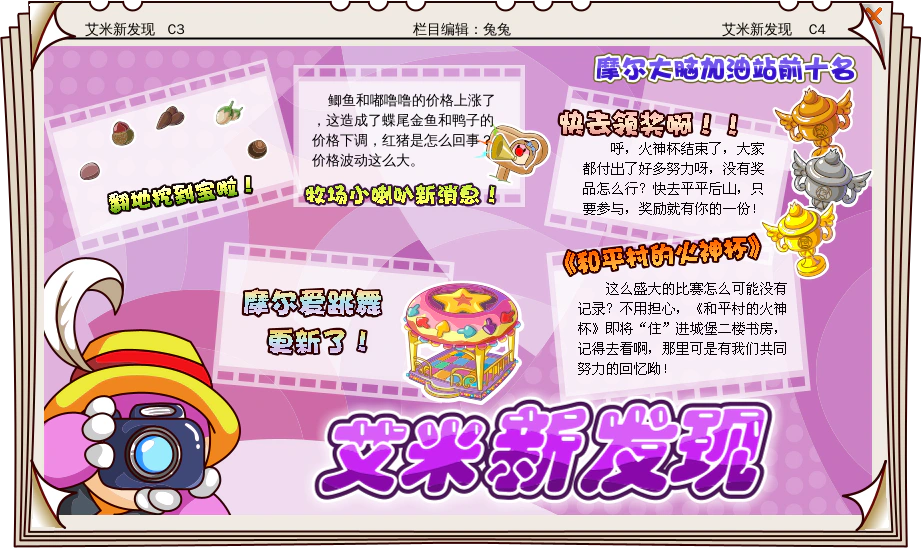 艾米新发现 C3
栏目编辑：兔兔
艾米新发现 C4
翻地挖到宝啦！
鲫鱼和嘟噜噜的价格上涨了
，这造成了蝶尾金鱼和鸭子的
价格下调，红猪是怎么回事？
价格波动这么大。
牧场小喇叭新消息！
摩尔爱跳舞
更新了！
摩尔大脑加油站前十名
快去领奖啊！！
呼，火神杯结束了，大家
都付出了好多努力呀，没有奖
品怎么行？快去平平后山，只
要参与，奖励就有你的一份！
《和平村的火神杯》
这么盛大的比赛怎么可能没有
记录？不用担心，《和平村的火神
杯》即将“住”进城堡二楼书房，
记得去看啊，那里可是有我们共同
努力的回忆呦！
艾米新发现